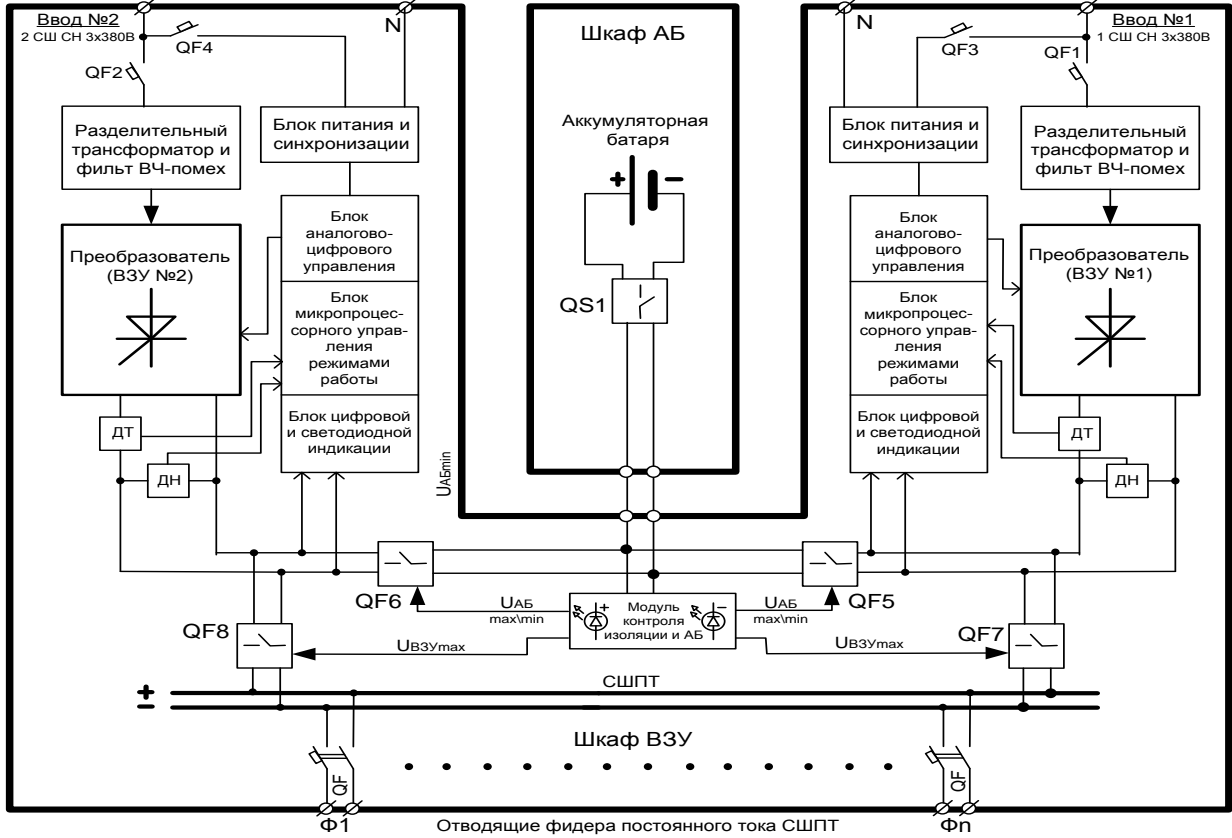 Ввод №2
2 СШ СН 3x380В
QF4
N
QF2
Разделительный
трансформатор и
фильт ВЧ-помех
Блок питания и
синхронизации
Преобразователь
(ВЗУ №2)
Блок
аналогово-
цифрового
управления
Блок
микропроцес-
сорного управ-
ления
режимами
работы
Блок цифровой
и светодиодной
индикации
ДТ
ДН
UАБmin
Шкаф АБ
Аккумуляторная
батаря
+ −
QS1
N
Ввод №1
1 СШ СН 3x380В
QF3
QF1
Блок питания и
синхронизации
Разделительный
трансформатор и
фильт ВЧ-помех
Блок
аналогово-
цифрового
управления
Преобразователь
(ВЗУ №1)
Блок
микропроцес-
сорного управ-
ления
режимами
работы
Блок цифровой
и светодиодной
индикации
ДТ
ДН
QF6
UАБ
max\min
+
Модуль
контроля
изоляции и АБ
−
UАБ
max\min
QF5
QF8
UВЗУmax
UВЗУmax
QF7
СШПТ
+
−
Шкаф ВЗУ
QF
QF
Ф1
Отводящие фидера постоянного тока СШПТ
Фn